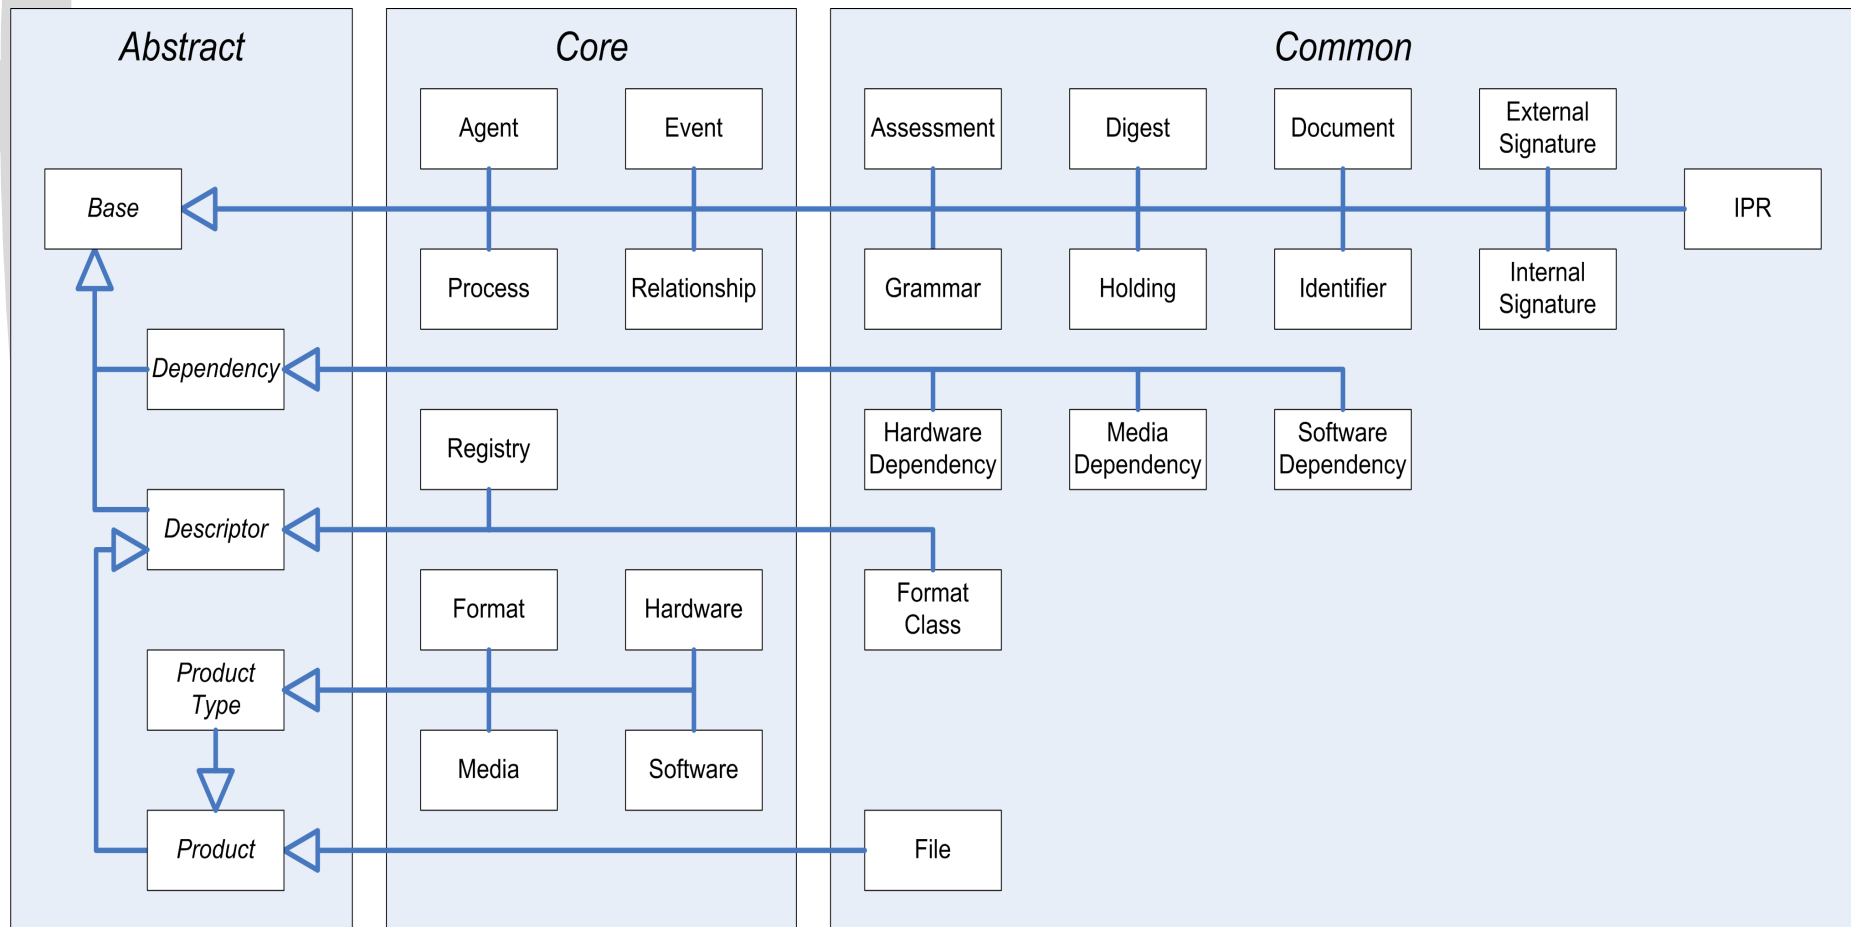 Abstract
Core
Common
Agent
Event
Assessment
Digest
Document
External
Signature
Base
IPR
Process
Relationship
Grammar
Holding
Identifier
Internal
Signature
Dependency
Registry
Hardware
Dependency
Media
Dependency
Software
Dependency
Descriptor
Format
Hardware
Format
Class
Product
Type
Media
Software
Product
File